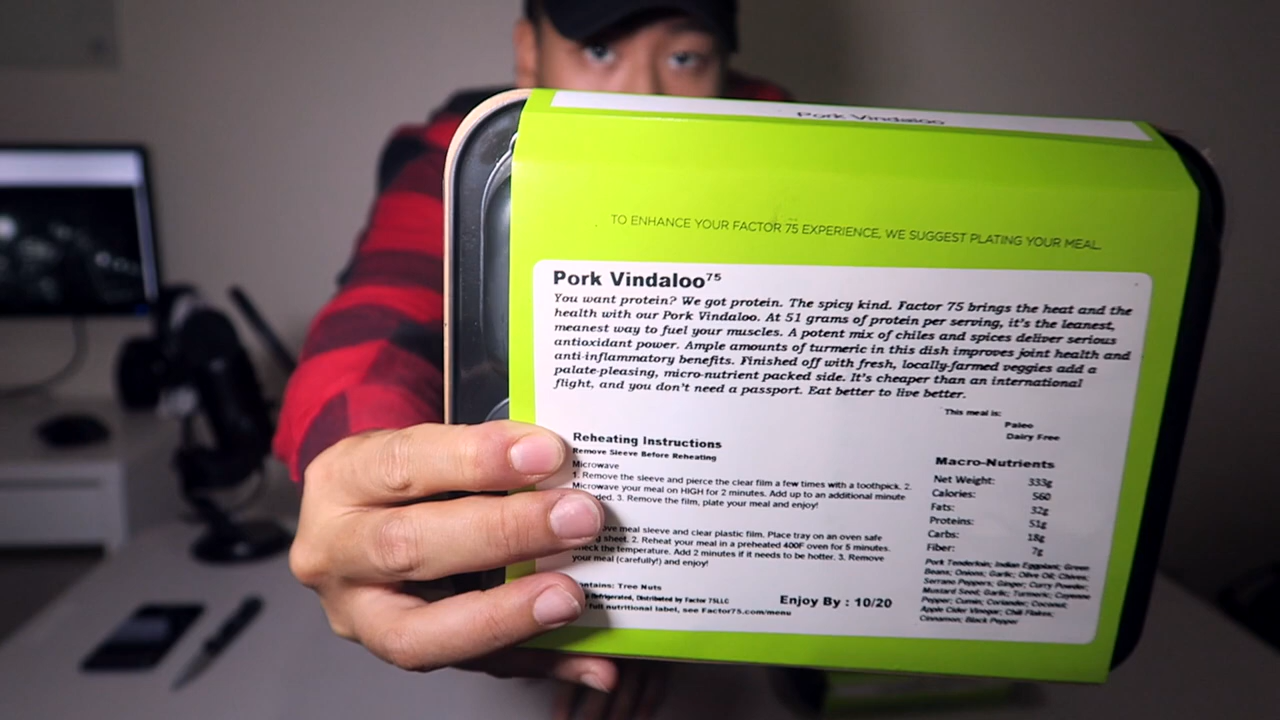 Pork Vindaloo
TO ENHANCE YOUR FACTOR 75 EXPERIENCE, WE SUGGEST PLATING YOUR MEAL.
Pork Vindaloo75
You want protein? We got protein. The spicy kind. Factor 75 brings the heat and the
health with our Pork Vindaloo. At 51 grams of protein per serving, it's the leanest,
meanest way to fuel your muscles. A potent mix of chiles and spices deliver serious
antioxidant power. Ample amounts of turmeric in this dish improves joint health and
anti-inflammatory benefits. Finished off with fresh, locally-farmed veggies add a
palate-pleasing, micro-nutrient packed side. It's cheaper than an international
flight, and you don't need a passport. Eat better to live better.
This meal is:
Paleo
Dairy Free
Reheating Instructions
Remove Sleeve Before Reheating
Microwave
1. Remove the sleeve and pierce the clear film a few times with a toothpick. 2.
Microwave your meal on HIGH for 2 minutes. Add up to an additional minute
3. Remove the film, plate your meal and enjoy!
meal sleeve and clear plastic film. Place tray on an oven safe
sheet. 2. Reheat your meal in a preheated 400F oven for 5 minutes.
the temperature. Add 2 minutes if it needs to be hotter. 3. Remove
your meal (carefully!) and enjoy!
Tree Nuts
Refrigerated, Distributed by Factor 75LLC
full nutritional label, see Factor75.com/menu
Enjoy By : 10/20
Macro-Nutrients
Net Weight: 333g
Calories: 560
Fats: 32g
Proteins: 51g
Carbs: 18g
Fiber: 7g
Pork Tenderloin; Indian Eggplant; Green
Beans; Onions; Garlic; Olive Oil; Chives;
Serrano Peppers; Ginger; Curry Powder;
Mustard Seed; Garlic; Turmeric; Cayenne
Pepper; Cumin; Coriander; Coconut;
Apple Cider Vinegar; Chili Flakes;
Cinnamon; Black Pepper